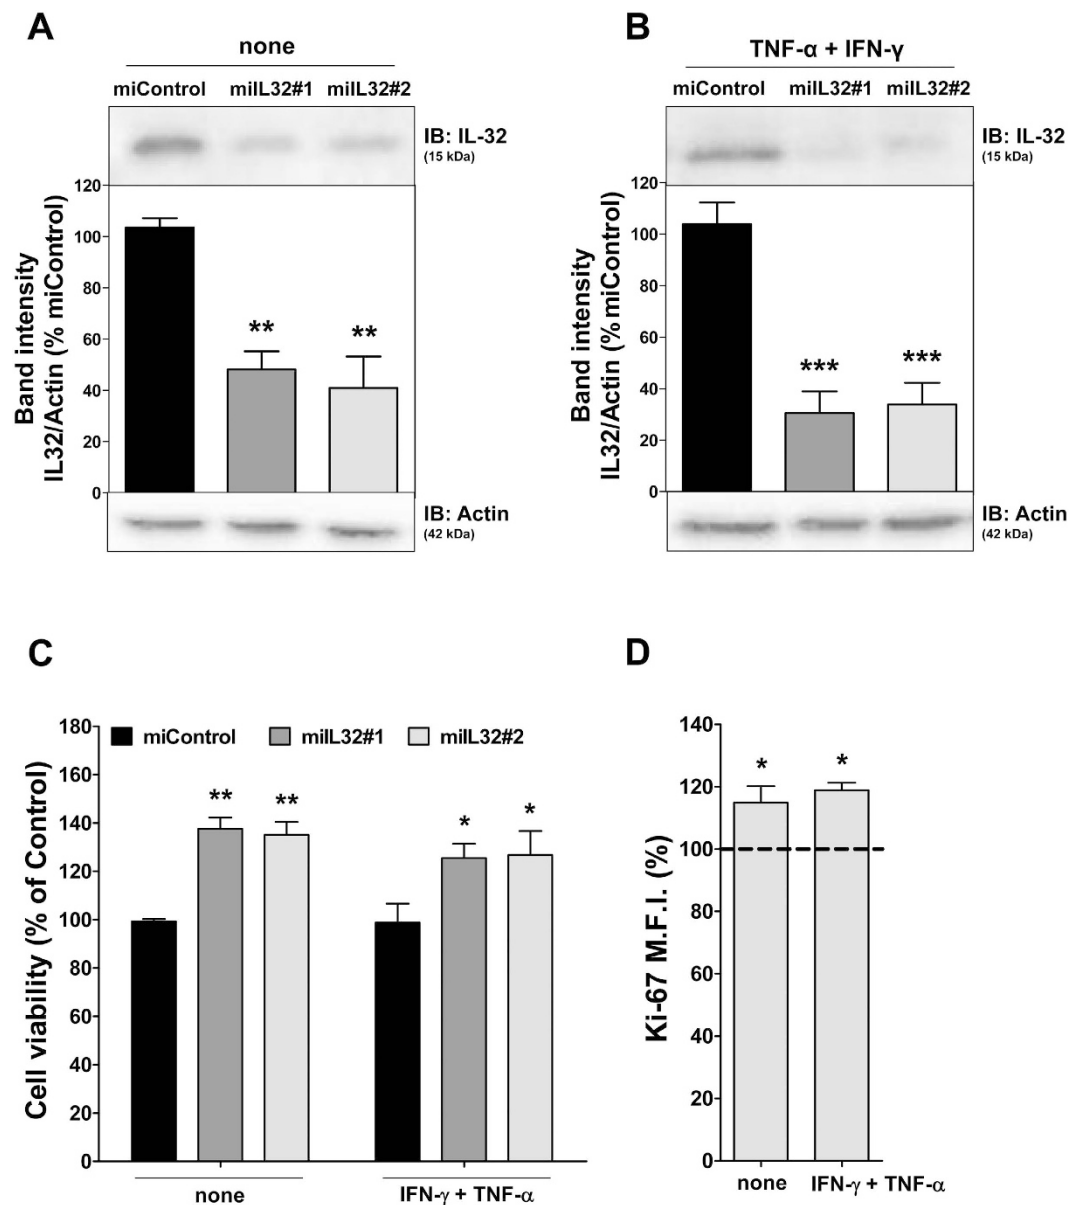 A
none
miControl miIL32#1 miIL32#2
IB: IL-32
(15 kDa)
Band intensity
IL32/Actin (% miControl)
120
100
80
60
40
20
0
** **
IB: Actin
(42 kDa)
B
TNF-α + IFN-γ
miControl miIL32#1 miIL32#2
IB: IL-32
(15 kDa)
Band intensity
IL32/Actin (% miControl)
120
100
80
60
40
20
0
*** ***
IB: Actin
(42 kDa)
C
Cell viability (% of Control)
180
160
140
120
100
80
60
40
20
0
miControl miIL32#1 miIL32#2
** ** * *
none IFN-γ + TNF-α
D
Ki-67 M.F.I. (%)
140
120
100
80
60
40
20
0
* *
none IFN-γ + TNF-α